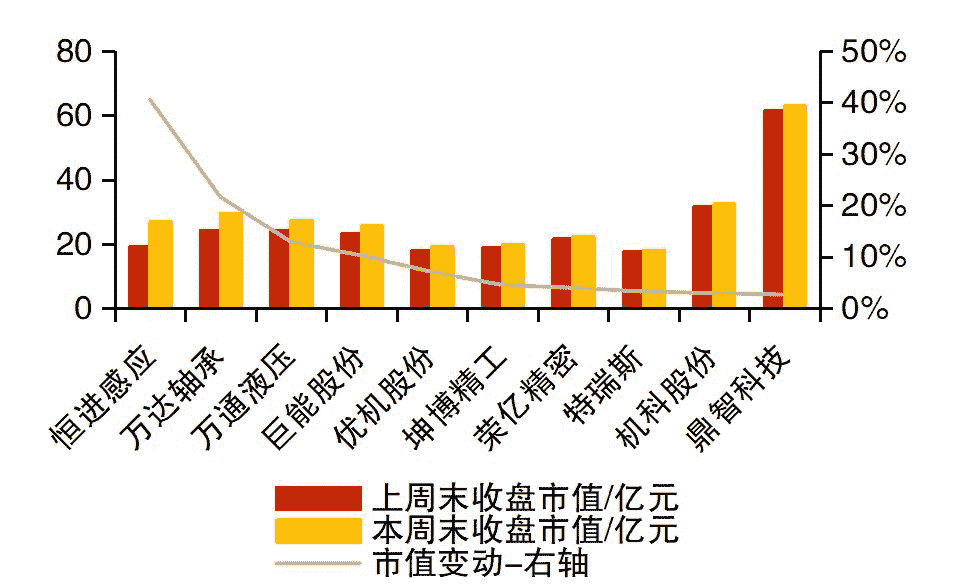 80
60
40
20
0
50%
40%
30%
20%
10%
0%
恒进感应
万达轴承
万通液压
巨能股份
优机股份
坤博精工
荣亿精密
特瑞斯
机科股份
鼎智科技
上周末收盘市值/亿元
本周末收盘市值/亿元
市值变动-右轴